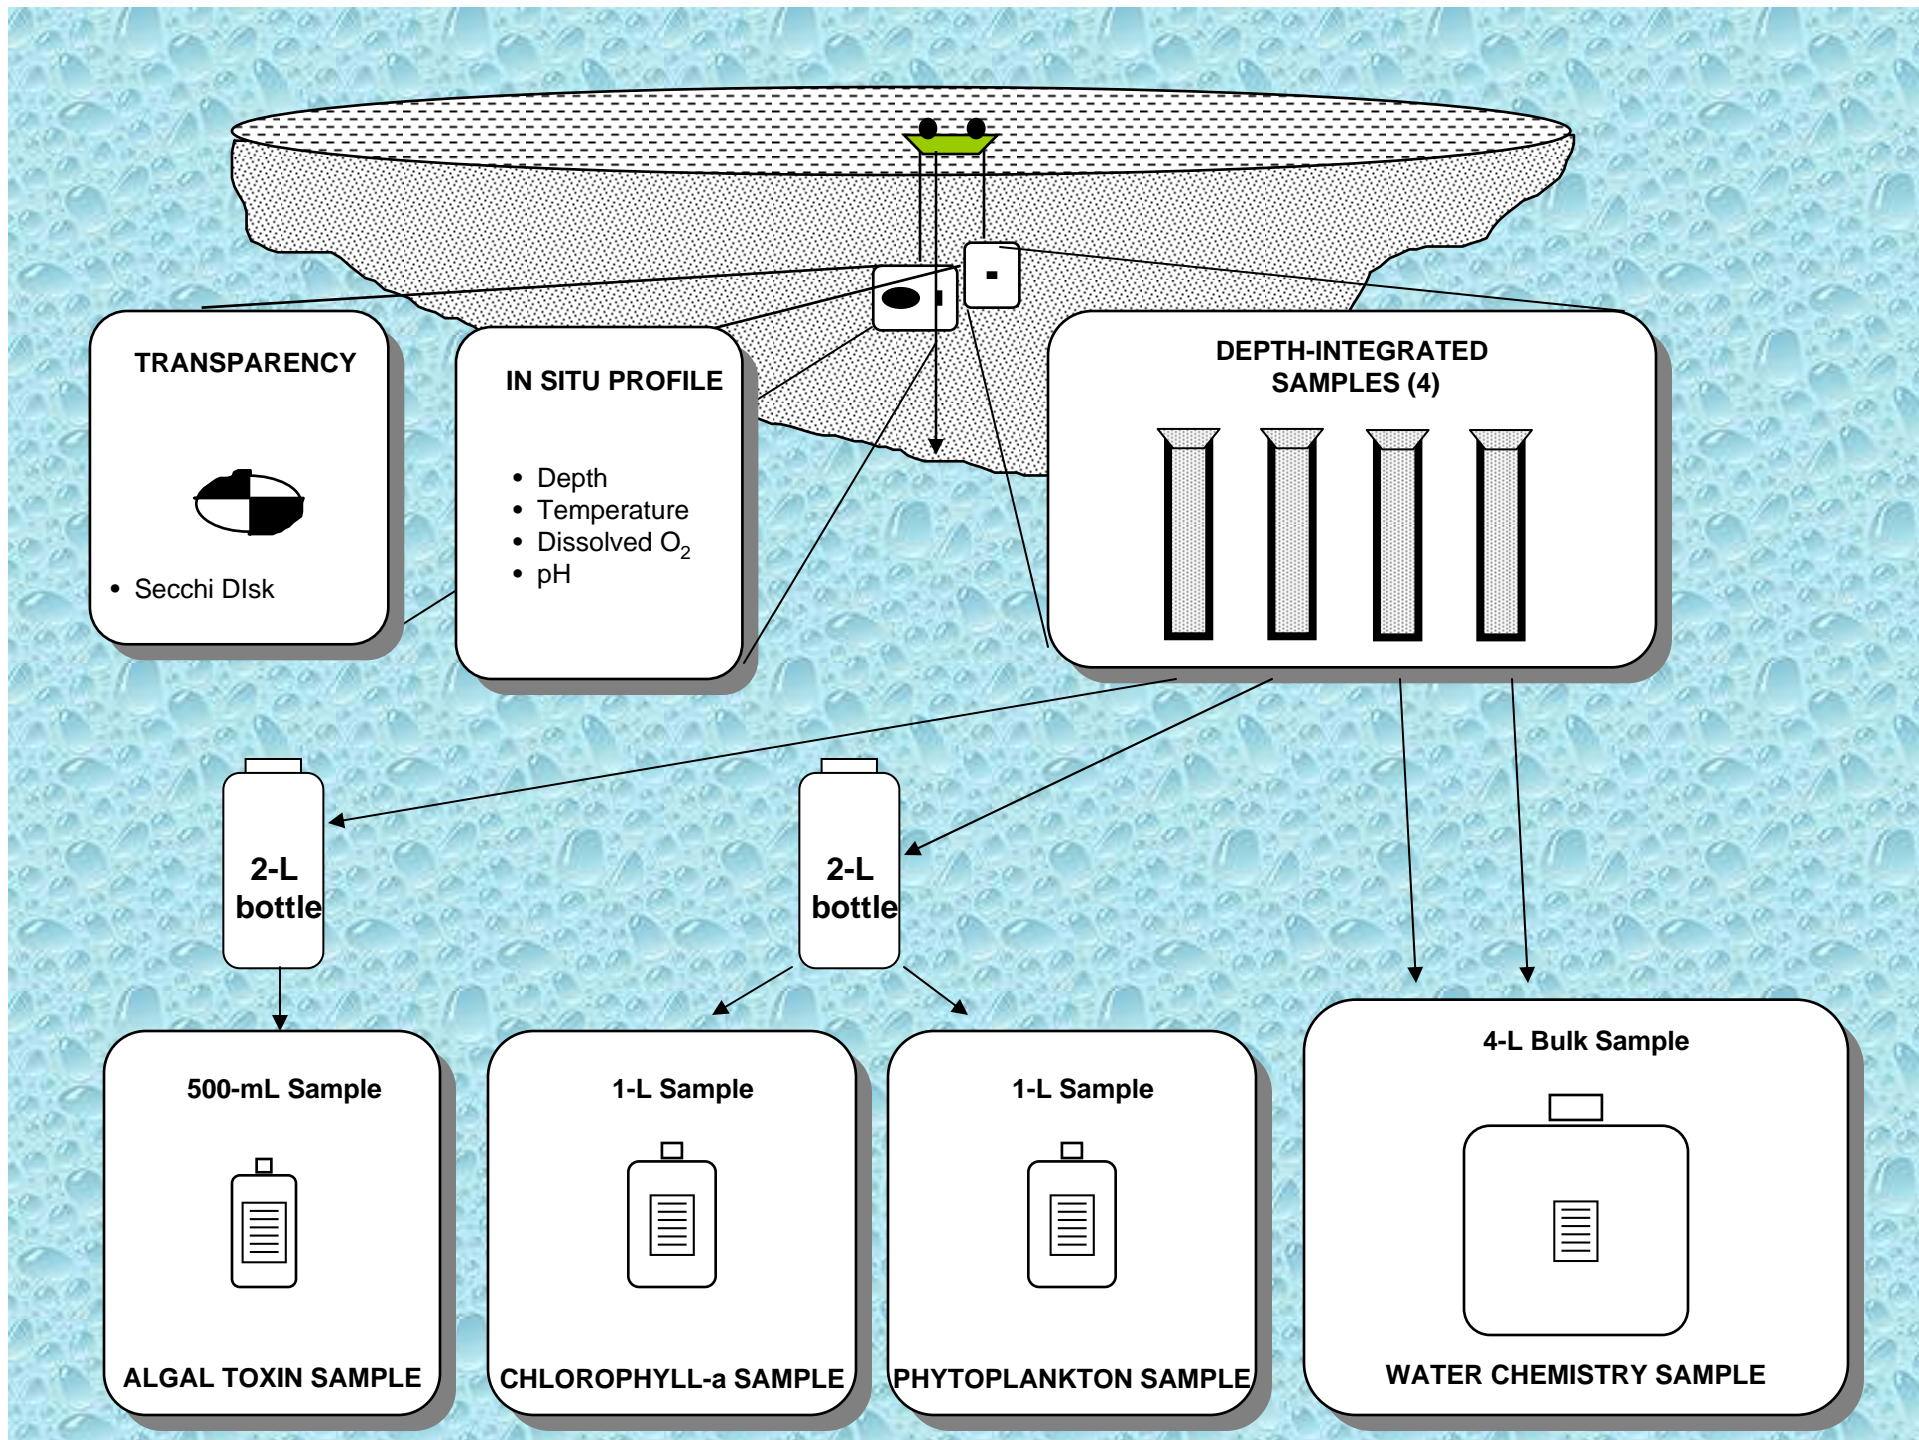 TRANSPARENCY
• Secchi DIsk
IN SITU PROFILE
• Depth
• Temperature
• Dissolved O₂
• pH
DEPTH-INTEGRATED
SAMPLES (4)
2-L
bottle
2-L
bottle
500-mL Sample
ALGAL TOXIN SAMPLE
1-L Sample
CHLOROPHYLL-a SAMPLE
1-L Sample
PHYTOPLANKTON SAMPLE
4-L Bulk Sample
WATER CHEMISTRY SAMPLE